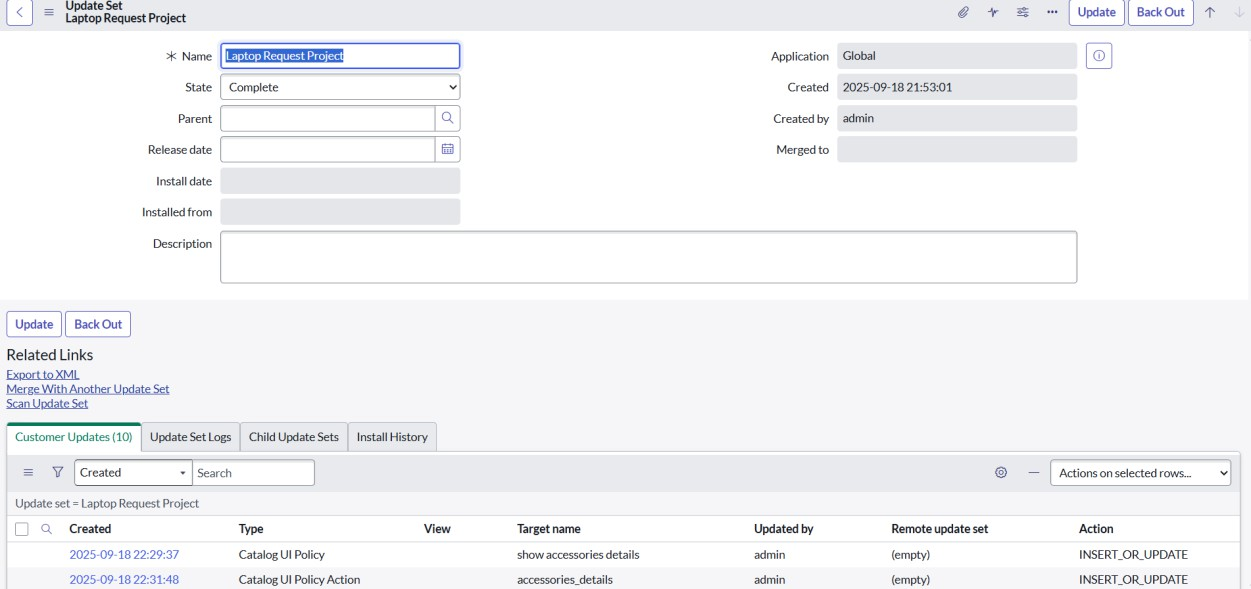 Update Set
Laptop Request Project
Update
Back Out
Name
Laptop Request Project
Application
Global
State
Complete
Created
2025-09-18 21:53:01
Parent
Created by
admin
Release date
Merged to
Install date
Installed from
Description
Update
Back Out
Related Links
Export to XML
Merge With Another Update Set
Scan Update Set
Customer Updates (10)
Update Set Logs
Child Update Sets
Install History
Created
Search
Actions on selected rows...
Update set = Laptop Request Project
Created Type View Target name Updated by Remote update set Action
2025-09-18 22:29:37 Catalog UI Policy show accessories details admin (empty) INSERT_OR_UPDATE
2025-09-18 22:31:48 Catalog UI Policy Action accessories_details admin (empty) INSERT_OR_UPDATE